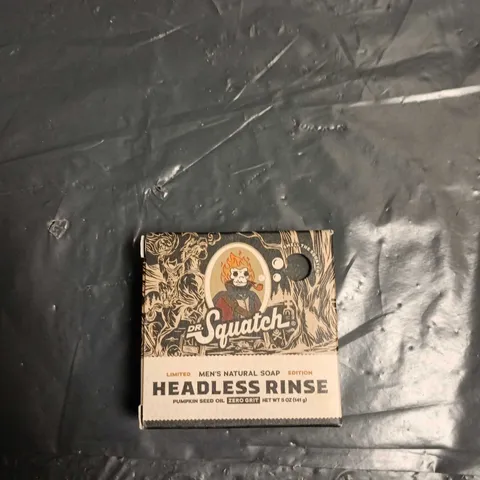 DR.
Squatch
LIMITED MEN'S NATURAL SOAP EDITION
HEADLESS RINSE
PUMPKIN SEED OIL ZERO GRIT NET WT 5 OZ (141 g)